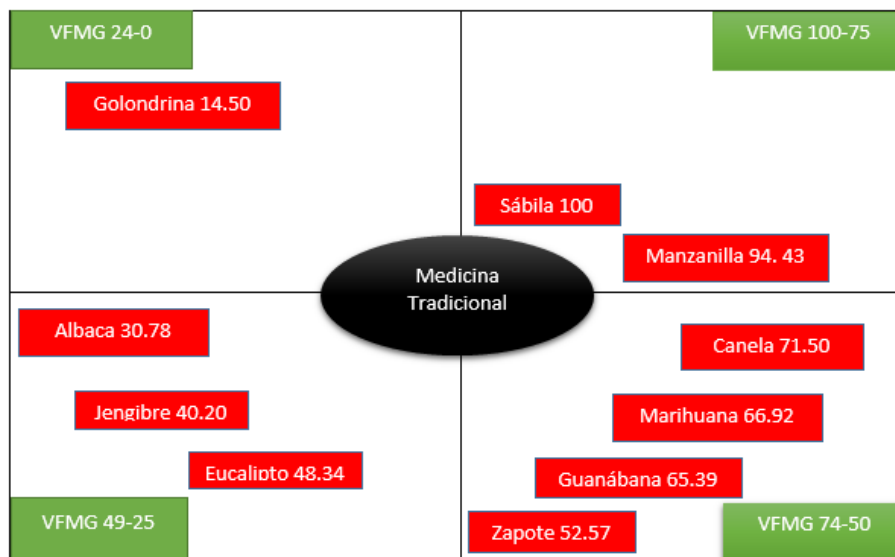 VFMG 24-0
VFMG 100-75
Golondrina 14.50
Sábila 100
Manzanilla 94. 43
Medicina
Tradicional
Albaca 30.78
Canela 71.50
Jengibre 40.20
Marihuana 66.92
Eucalipto 48.34
Guanábana 65.39
VFMG 49-25
Zapote 52.57
VFMG 74-50